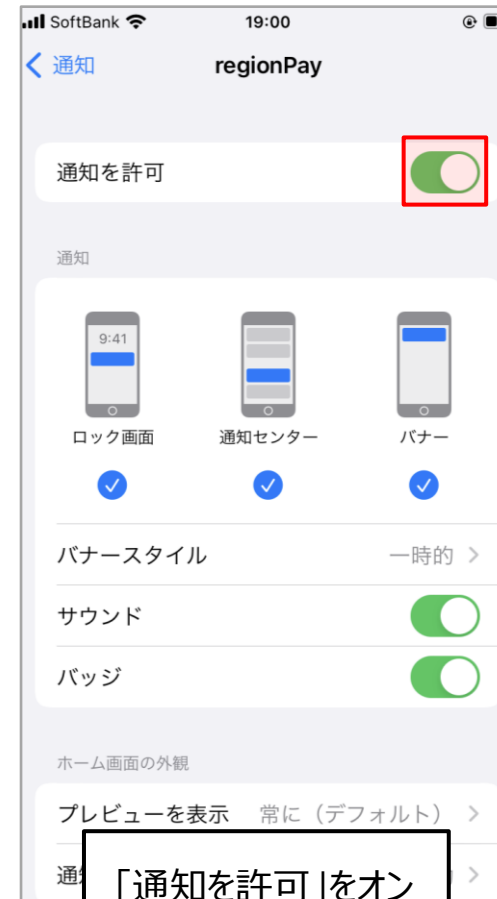 SoftBank 19:00
通知 regionPay
通知を許可
通知
9:41
ロック画面 通知センター バナー
バナースタイル 一時的
サウンド
バッジ
ホーム画面の外観
プレビューを表示 常に（デフォルト）
通
「通知を許可」をオン